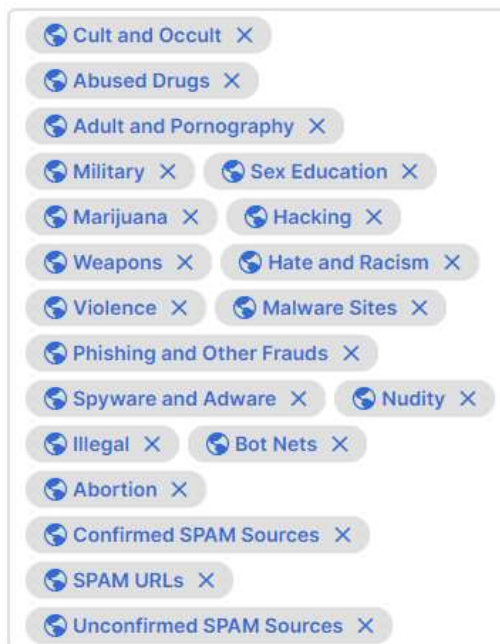 Cult and Occult
Abused Drugs
Adult and Pornography
Military Sex Education
Marijuana Hacking
Weapons Hate and Racism
Violence Malware Sites
Phishing and Other Frauds
Spyware and Adware Nudity
Illegal Bot Nets
Abortion
Confirmed SPAM Sources
SPAM URLs
Unconfirmed SPAM Sources